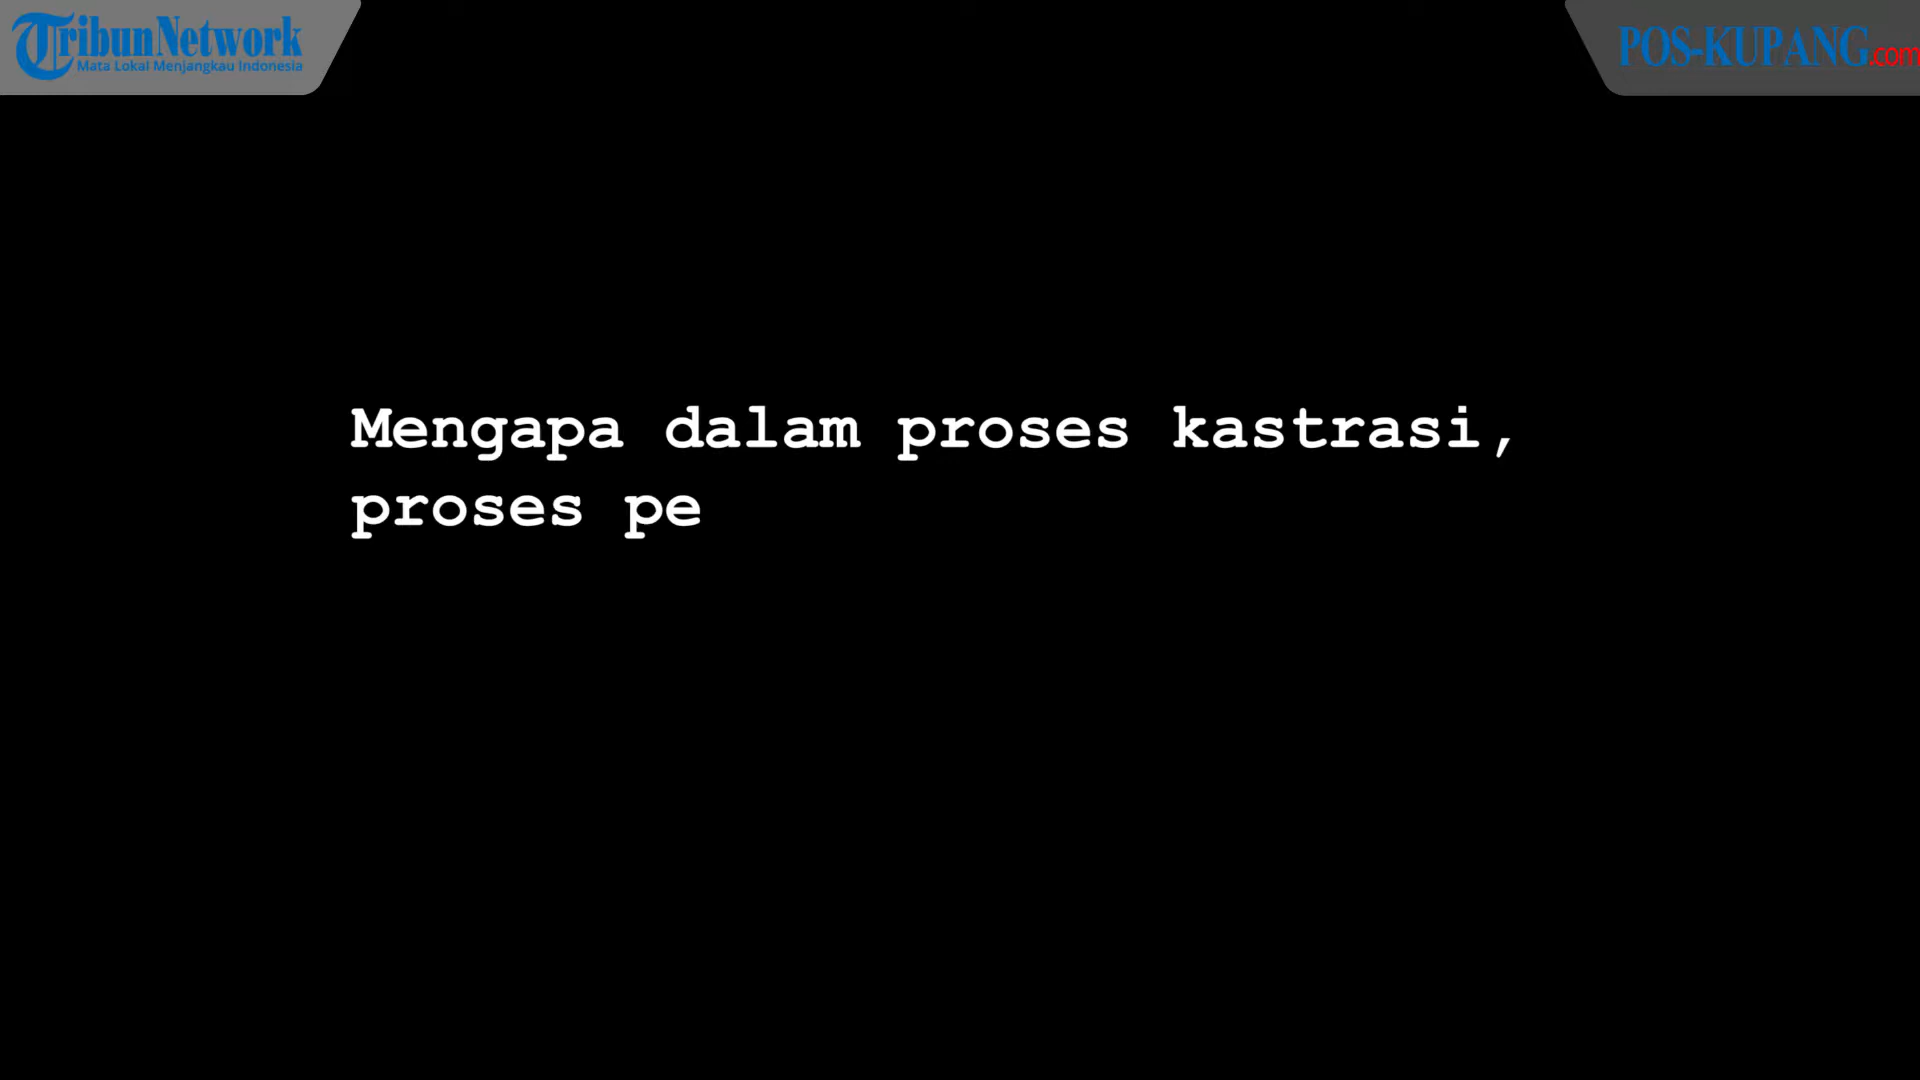 TribunNetwork
Mata Lokal Menjangkau Indonesia
POS-KUPANG.com
Mengapa dalam proses kastrasi,
proses pe